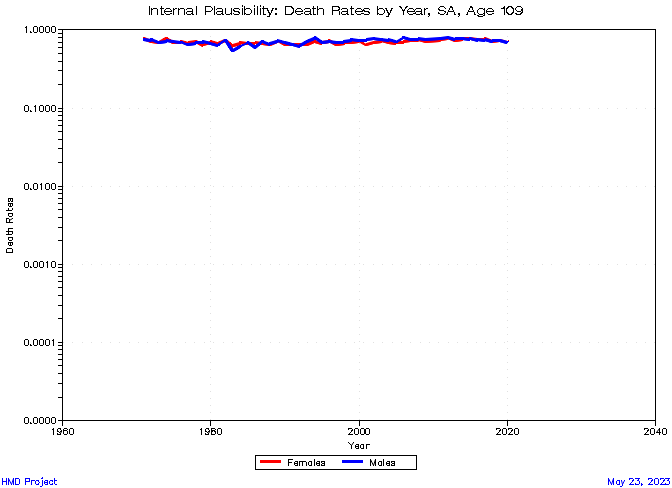 Internal Plausibility: Death Rates by Year, SA, Age 109
1.0000
0.1000
0.0100
0.0010
0.0001
0.0000
Death Rates
1960
1980
2000
2020
2040
Year
Females
Males
HMD Project
May 23, 2023